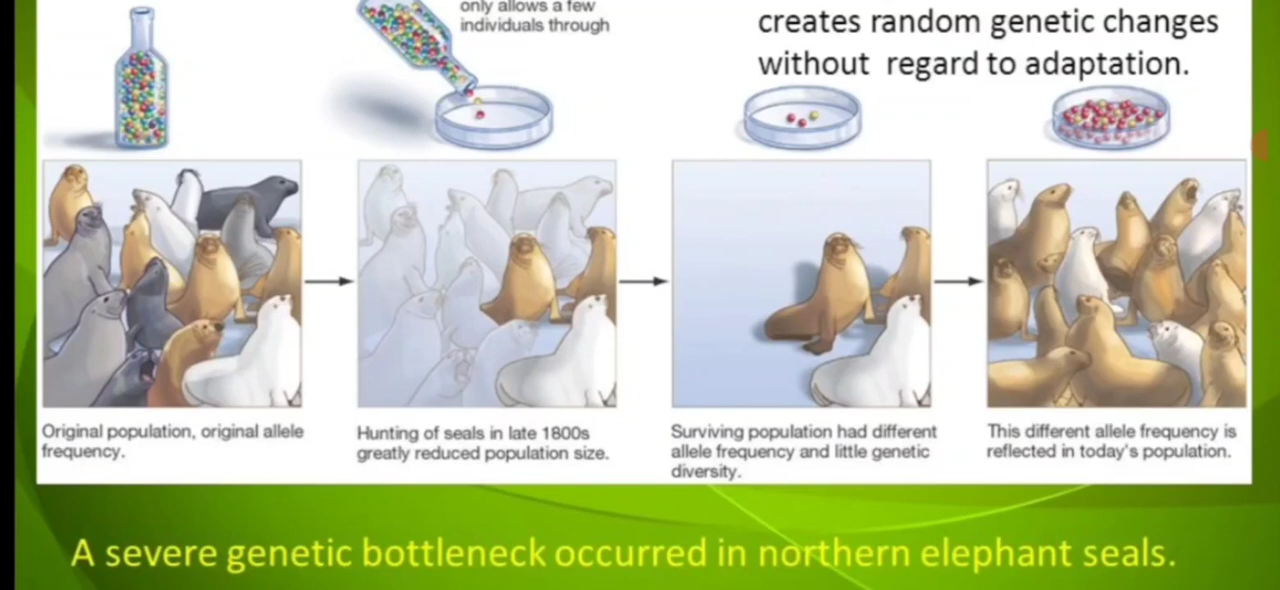 only allows a few
individuals through
creates random genetic changes
without regard to adaptation.
Original population, original allele
frequency.
Hunting of seals in late 1800s
greatly reduced population size.
Surviving population had different
allele frequency and little genetic
diversity.
This different allele frequency is
reflected in today's population.
A severe genetic bottleneck occurred in northern elephant seals.